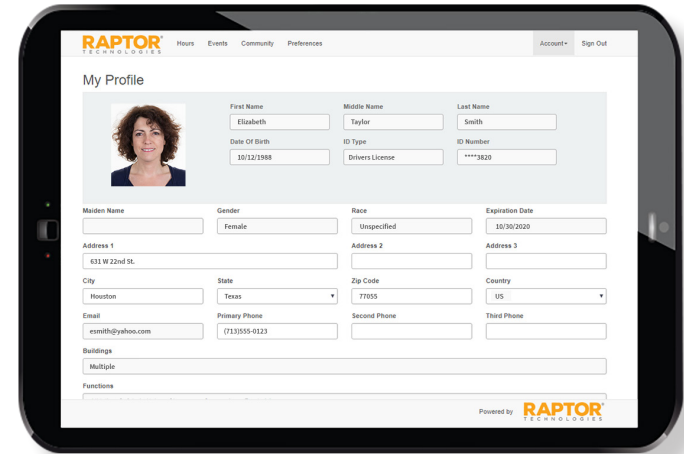 RAPTOR®
TECHNOLOGIES
Hours Events Community Preferences Account Sign Out
My Profile
First Name Middle Name Last Name
Elizabeth Taylor Smith
Date Of Birth ID Type ID Number
10/12/1988 Drivers License ****3820
Maiden Name Gender Race Expiration Date
Female Unspecified 10/30/2020
Address 1 Address 2 Address 3
631 W 22nd St.
City State Zip Code Country
Houston Texas 77055 US
Email Primary Phone Second Phone Third Phone
esmith@yahoo.com (713)555-0123
Buildings
Multiple
Functions
Powered by RAPTOR®
TECHNOLOGIES